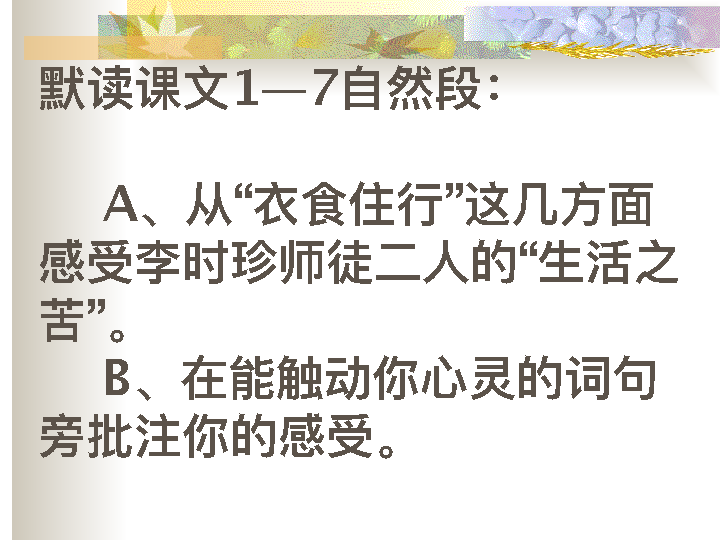 默读课文1—7自然段：
A、从“衣食住行”这几方面
感受李时珍师徒二人的“生活之
苦”。
B、在能触动你心灵的词句
旁批注你的感受。